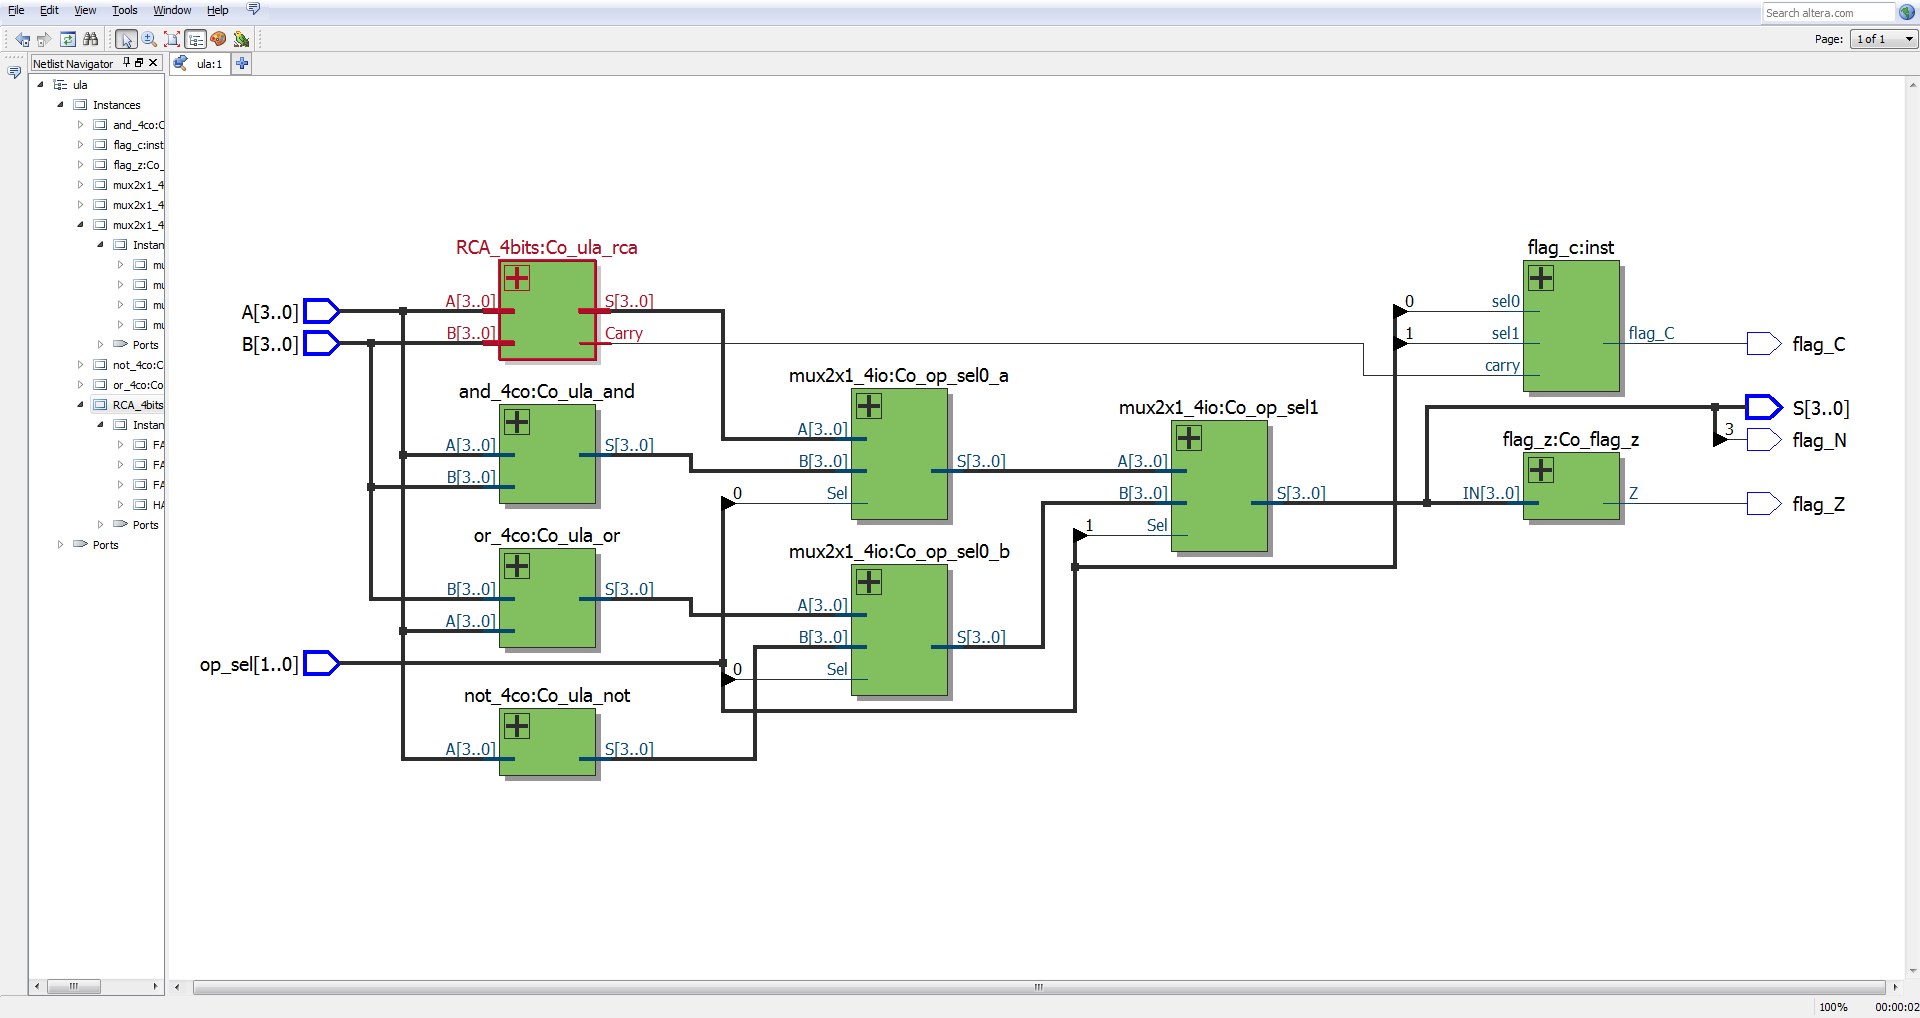 File Edit View Tools Window Help
Search altera.com
Page: 1 of 1
Netlist Navigator
ula:1
ula
Instances
and_4co:C
flag_c:inst
flag_z:Co_
mux2x1_4
mux2x1_4
mux2x1_4
Instan
mu
mu
mu
mu
Ports
not_4co:C
or_4co:Co
RCA_4bits
Instan
FA
FA
FA
HA
Ports
Ports
A[3..0]
B[3..0]
op_sel[1..0]
RCA_4bits:Co_ula_rca
A[3..0] S[3..0]
B[3..0] Carry
and_4co:Co_ula_and
A[3..0] S[3..0]
B[3..0]
or_4co:Co_ula_or
B[3..0] S[3..0]
A[3..0]
not_4co:Co_ula_not
A[3..0] S[3..0]
mux2x1_4io:Co_op_sel0_a
A[3..0]
B[3..0] S[3..0]
0 Sel
mux2x1_4io:Co_op_sel0_b
A[3..0]
B[3..0] S[3..0]
0 Sel
mux2x1_4io:Co_op_sel1
A[3..0]
B[3..0] S[3..0]
1 Sel
flag_c:inst
0 sel0
1 sel1 flag_C
carry
flag_z:Co_flag_z
IN[3..0] Z
flag_C
S[3..0]
3 flag_N
flag_Z
100% 00:00:02